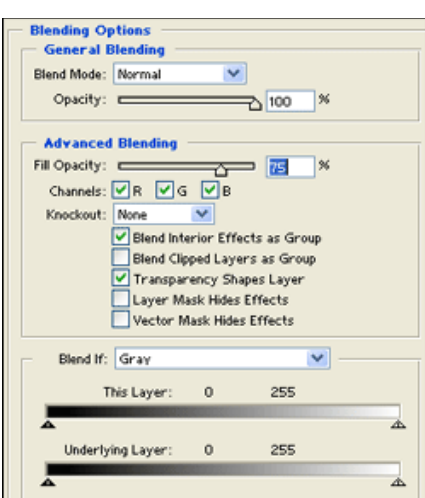 Blending Options
General Blending
Blend Mode: Normal
Opacity: 100 %
Advanced Blending
Fill Opacity: 75 %
Channels: R G B
Knockout: None
Blend Interior Effects as Group
Blend Clipped Layers as Group
Transparency Shapes Layer
Layer Mask Hides Effects
Vector Mask Hides Effects
Blend If: Gray
This Layer: 0 255
Underlying Layer: 0 255